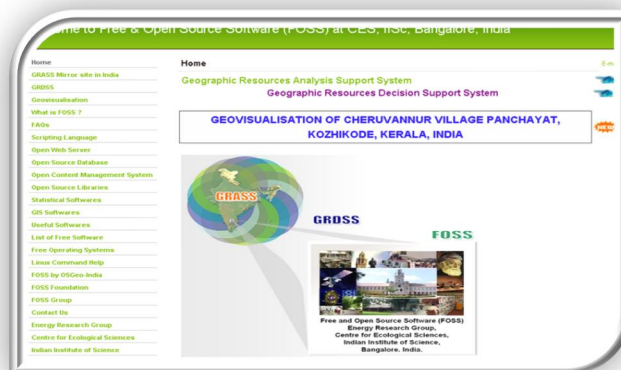 to Free & Open Source Software (FOSS) at CES, IISc, Bangalore, India
Home
GRASS Mirror site in India
GRDSS
Geovisualisation
What is FOSS ?
FAQs
Scripting Language
Open Web Server
Open Source Database
Open Content Management System
Open Source Libraries
Statistical Softwares
GIS Softwares
Useful Softwares
List of Free Software
Free Operating Systems
Linux Command Help
FOSS by OSGeo-India
FOSS Foundation
FOSS Group
Contact Us
Energy Research Group
Centre for Ecological Sciences
Indian Institute of Science
Home
Geographic Resources Analysis Support System
Geographic Resources Decision Support System
GEOVISUALISATION OF CHERUVANNUR VILLAGE PANCHAYAT,
KOZHIKODE, KERALA, INDIA
NEW
GRASS
GRDSS
FOSS
Free and Open Source Software (FOSS)
Energy Research Group,
Centre for Ecological Sciences,
Indian Institute of Science,
Bangalore, India.